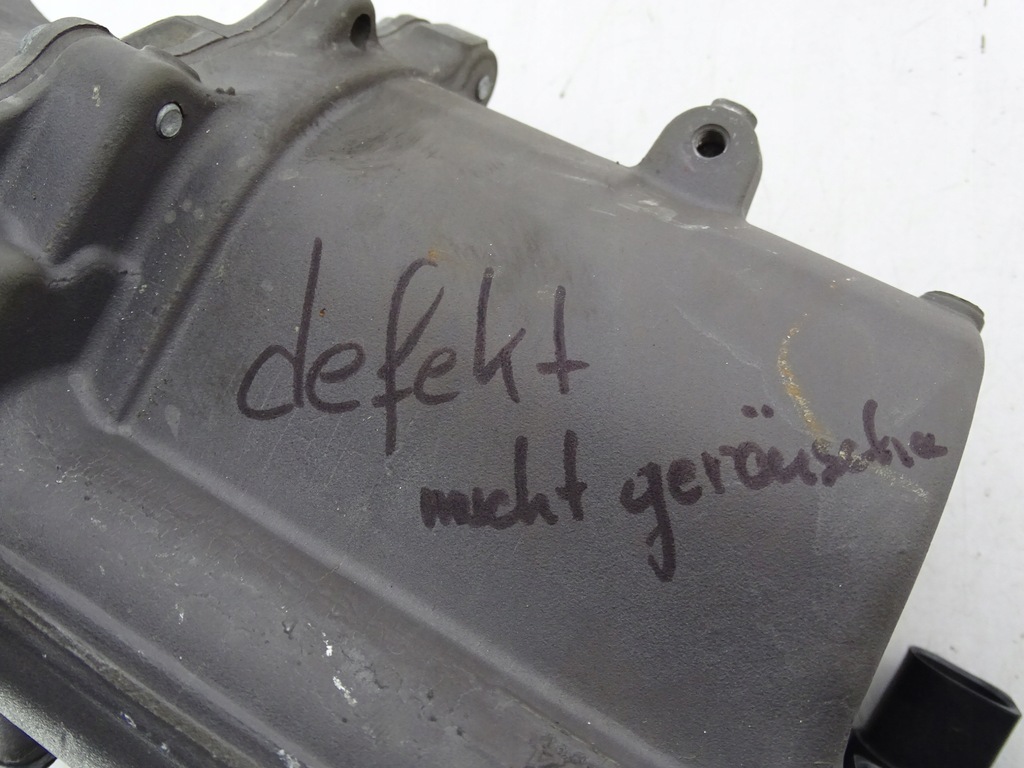 defekt
macht geräusche